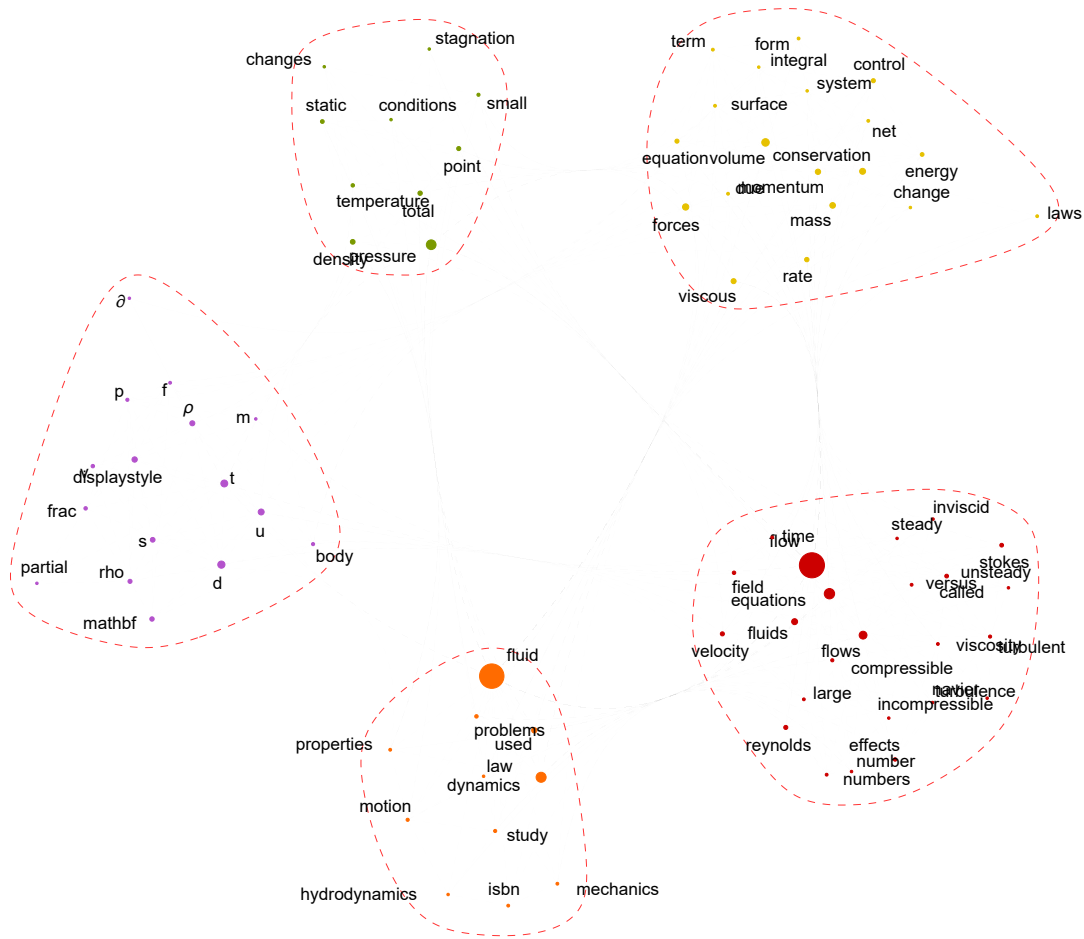 stagnation
changes
static
conditions
small
point
temperature
total
density
pressure
term
form
integral
control
system
surface
net
equation
volume
conservation
energy
due
momentum
change
forces
mass
laws
rate
viscous
∂
p
f
ρ
m
v
displaystyle
t
frac
u
s
body
partial
rho
d
mathbf
fluid
problems
used
properties
law
dynamics
motion
study
hydrodynamics
isbn
mechanics
inviscid
steady
time
flow
stokes
unsteady
versus
called
field
equations
fluids
velocity
flows
viscosity
turbulent
compressible
navier
turbulence
large
incompressible
reynolds
effects
number
numbers